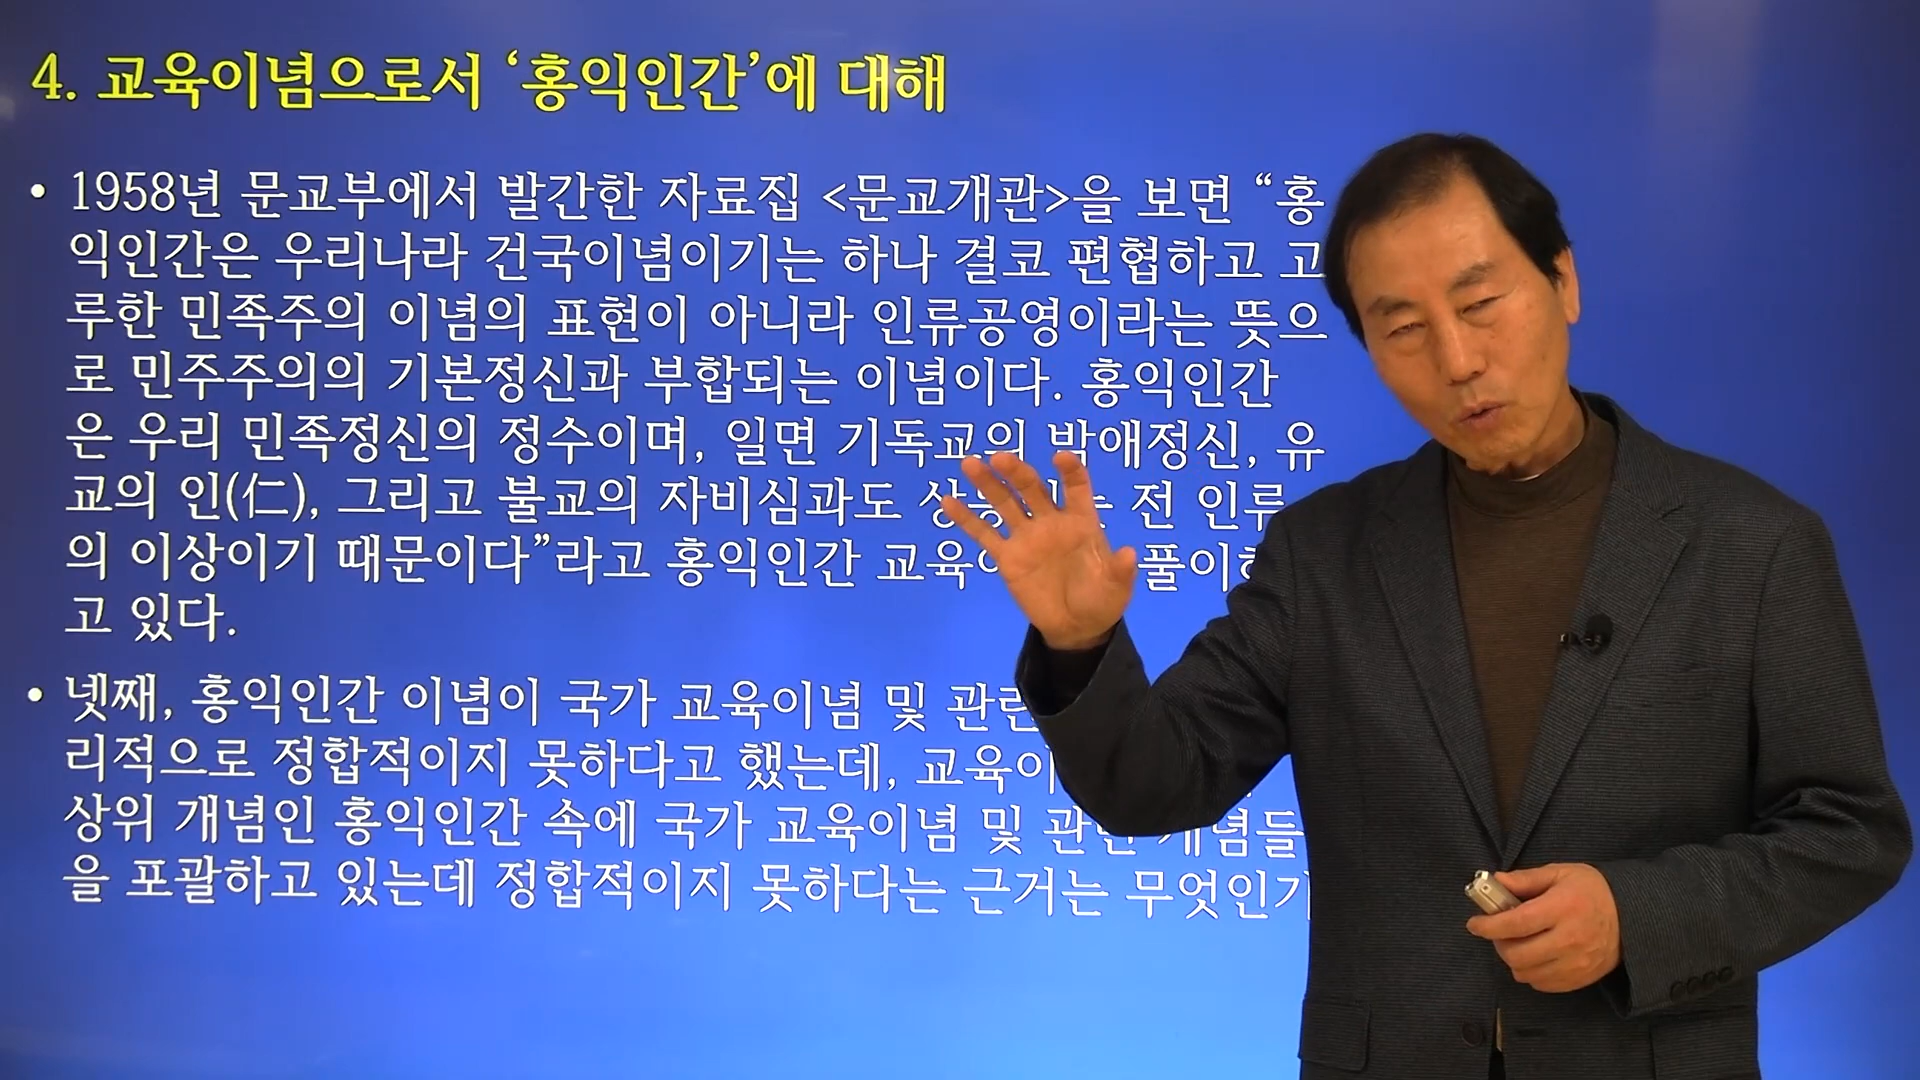 4. 교육이념으로서 ‘홍익인간’에 대해
• 1958년 문교부에서 발간한 자료집 <문교개관>을 보면 “홍
익인간은 우리나라 건국이념이기는 하나 결코 편협하고 고
루한 민족주의 이념의 표현이 아니라 인류공영이라는 뜻으
로 민주주의의 기본정신과 부합되는 이념이다. 홍익인간
은 우리 민족정신의 정수이며, 일면 기독교의 박애정신, 유
교의 인(仁), 그리고 불교의 자비심과도 전 인류
의 이상이기 때문이다”라고 홍익인간
고 있다.
• 넷째, 홍익인간 이념이 국가 교육이념 및
리적으로 정합적이지 못하다고 했는데,
상위 개념인 홍익인간 속에 국가 교육이념 및 관련 개념들
을 포괄하고 있는데 정합적이지 못하다는 근거는 무엇인가